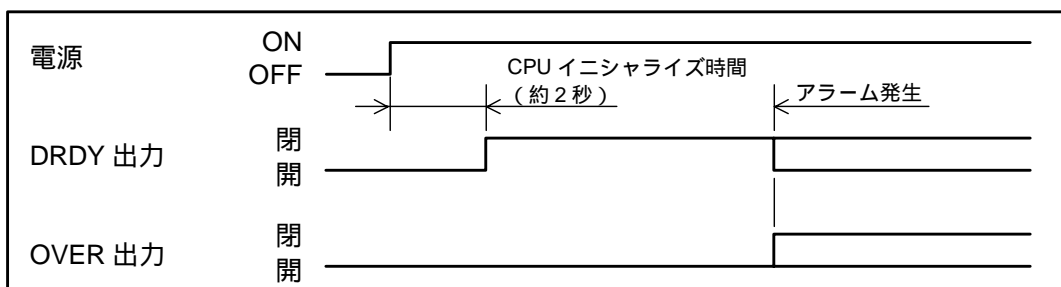 電源 ON
OFF
CPU イニシャライズ時間
(約2秒)
アラーム発生
DRDY 出力 閉
開
OVER 出力 閉
開